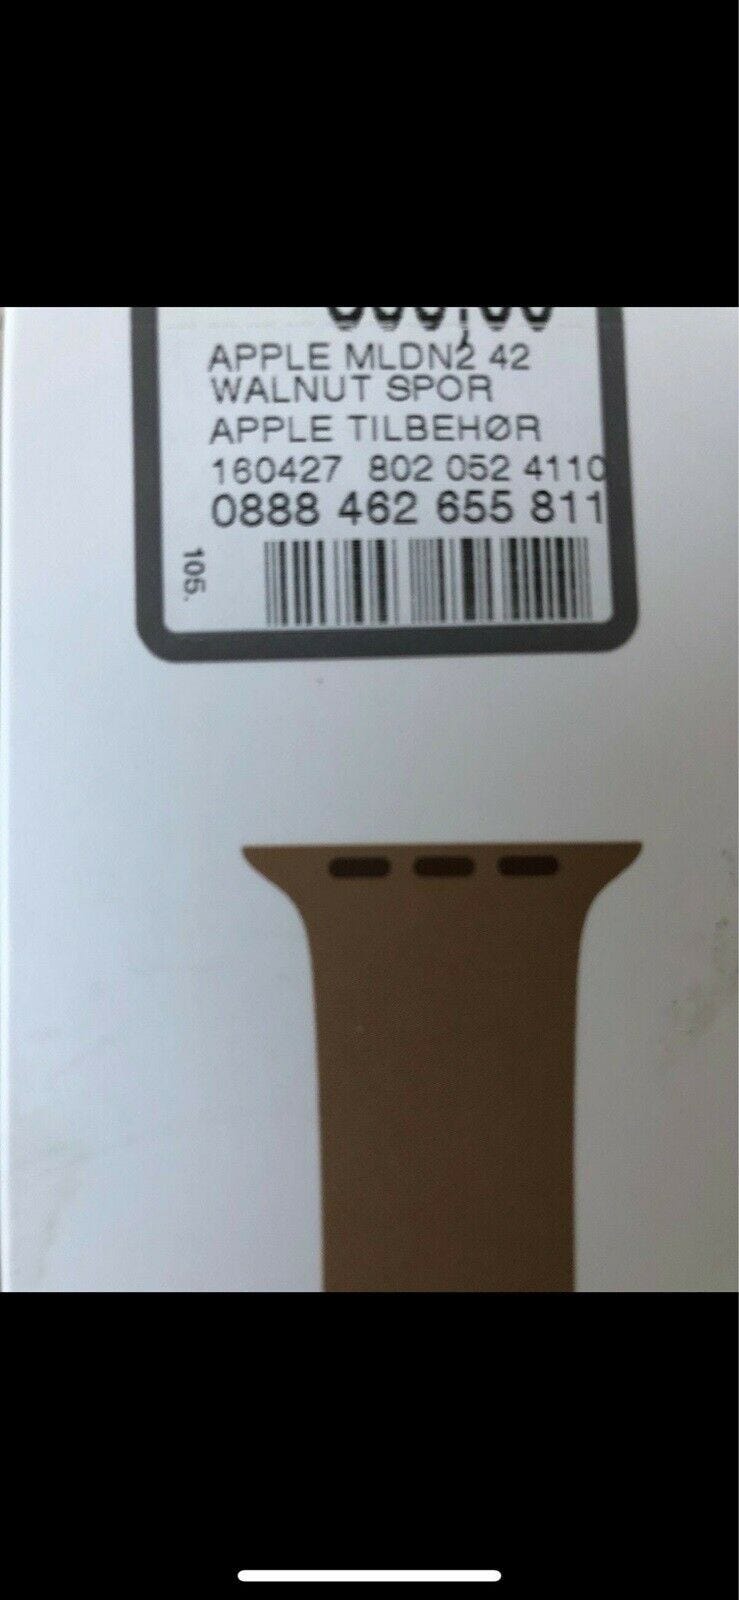 APPLE MLDN2 42
WALNUT SPOR
APPLE TILBEHØR
160427 802 052 4110
0888 462 655 811
105.